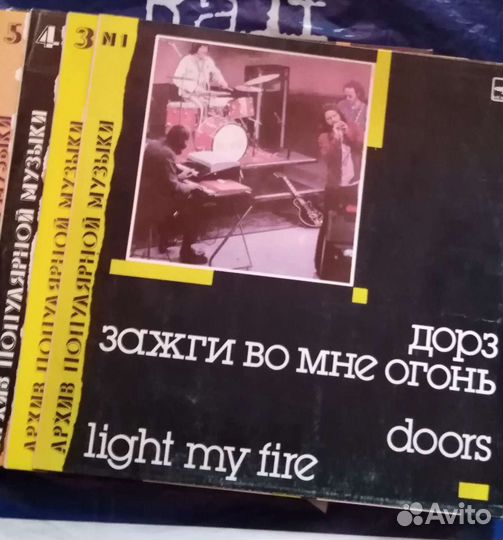 5
4
3
N 1
АРХИВ ПОПУЛЯРНОЙ МУЗЫКИ
АРХИВ ПОПУЛЯРНОЙ МУЗЫКИ
АРХИВ ПОПУЛЯРНОЙ МУЗЫКИ
дорз
зажги во мне огонь
doors
light my fire
Avito